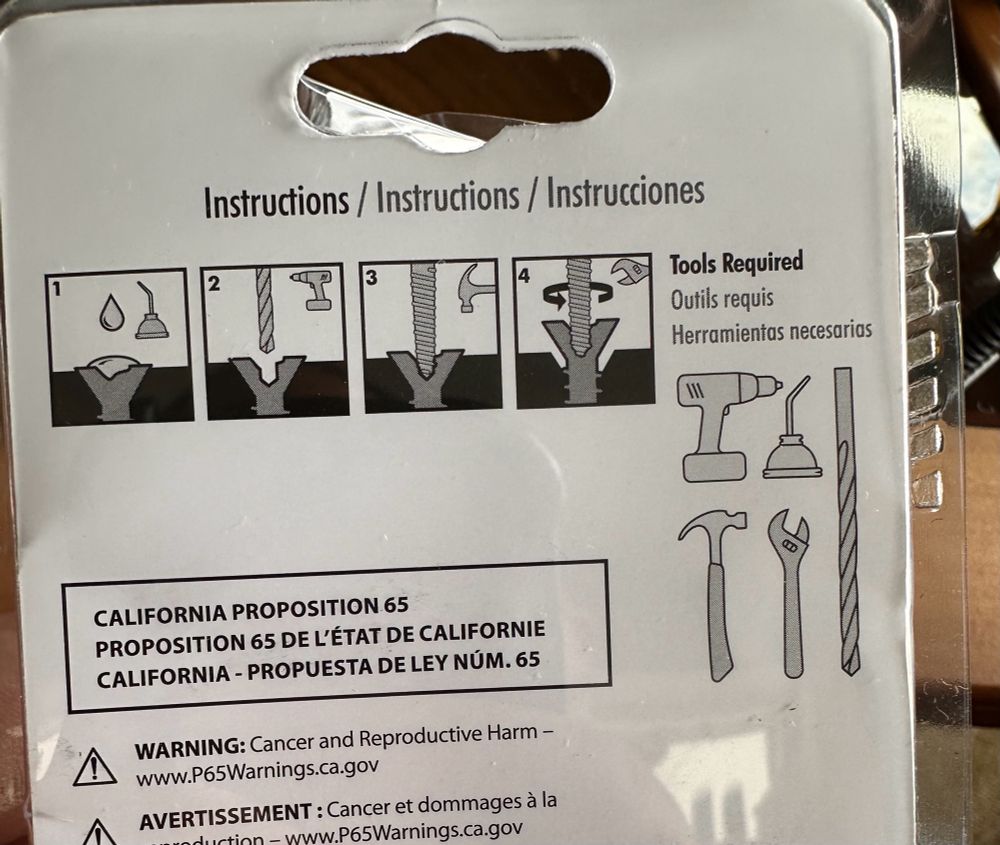 Instructions / Instructions / Instrucciones
1
2
3
4
Tools Required
Outils requis
Herramientas necesarias
CALIFORNIA PROPOSITION 65
PROPOSITION 65 DE L'ÉTAT DE CALIFORNIE
CALIFORNIA - PROPUESTA DE LEY NÚM. 65
WARNING: Cancer and Reproductive Harm –
www.P65Warnings.ca.gov
AVERTISSEMENT : Cancer et dommages à la
– www.P65Warnings.ca.gov